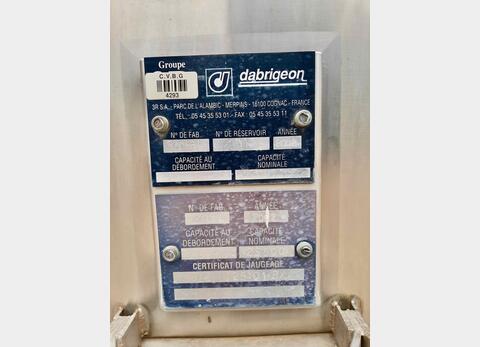 Groupe
C.V.B.G
4293
dabrigeon
3R S.A. - PARC DE L'ALAMBIC - MERPINS - 16100 COGNAC - FRANCE
TÉL. : 05 45 35 53 01 - FAX : 05 45 35 53 11
N° DE FAB. N° DE RÉSERVOIR ANNÉE
CAPACITÉ AU DÉBORDEMENT
CAPACITÉ NOMINALE
N° DE FAB. ANNÉE
CAPACITÉ AU DÉBORDEMENT
CAPACITÉ NOMINALE
CERTIFICAT DE JAUGEAGE